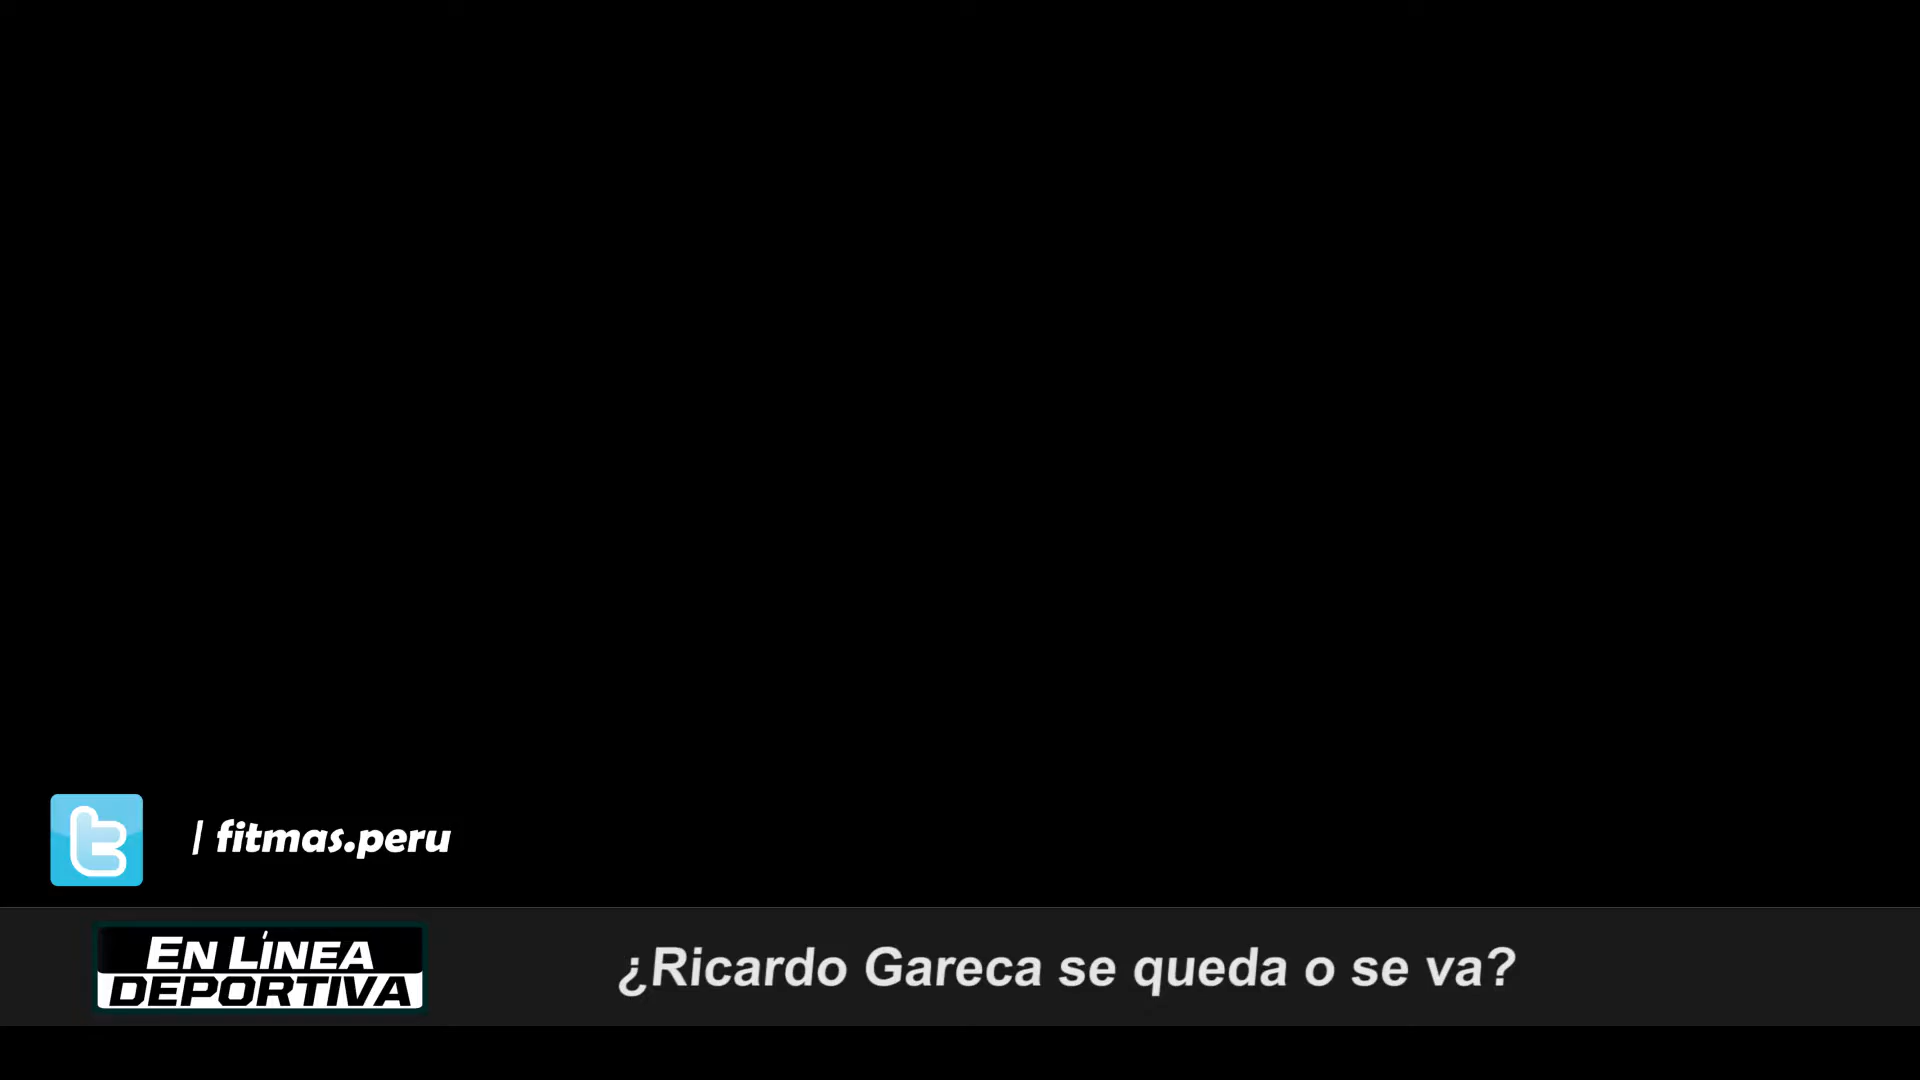 / fitmas.peru
EN LÍNEA
DEPORTIVA
¿Ricardo Gareca se queda o se va?